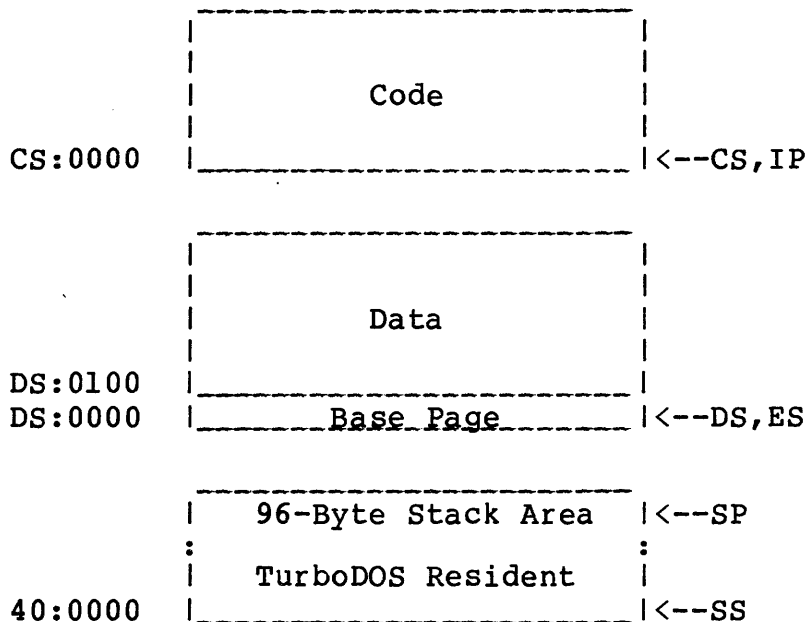 Code
CS:0000 <--CS,IP
Data
DS:0100
DS:0000 Base Page <--DS,ES
96-Byte Stack Area <--SP
TurboDOS Resident
40:0000 <--SS